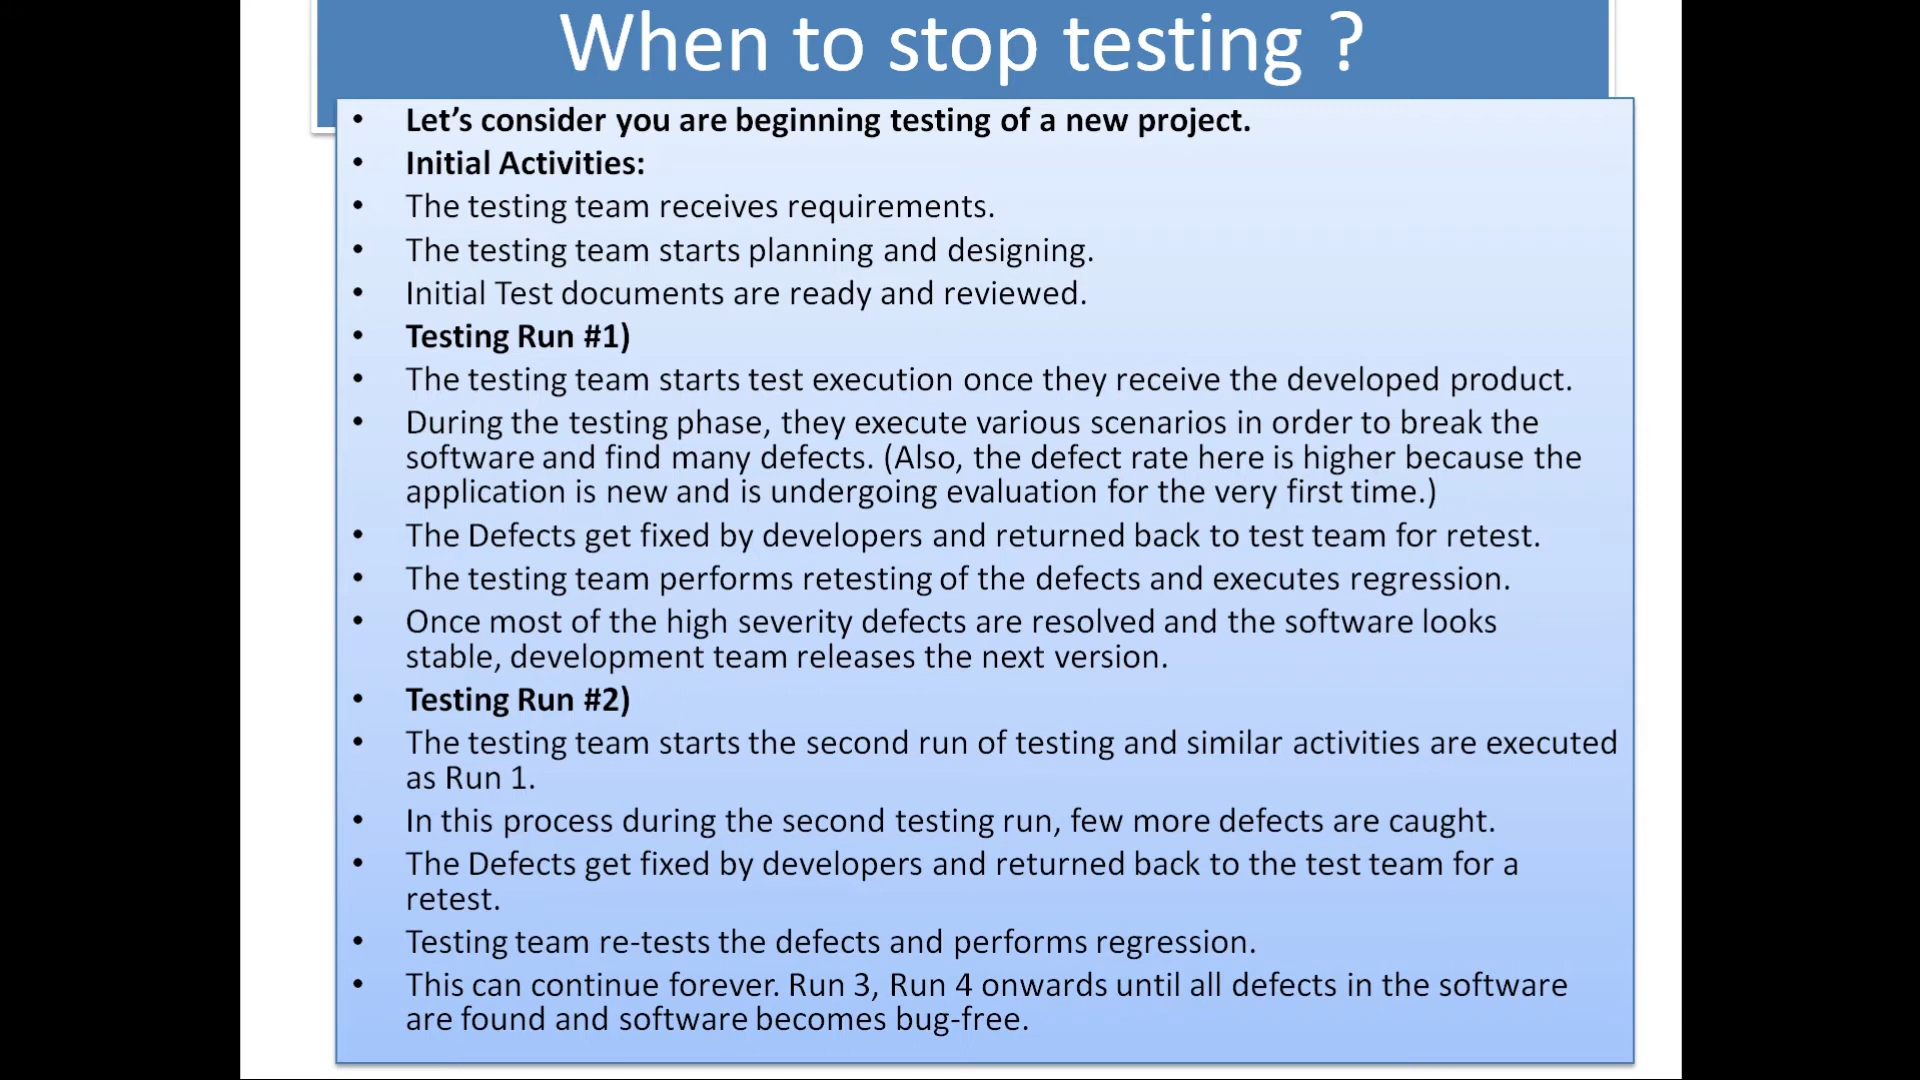 When to stop testing ?
• Let’s consider you are beginning testing of a new project.
• Initial Activities:
• The testing team receives requirements.
• The testing team starts planning and designing.
• Initial Test documents are ready and reviewed.
• Testing Run #1)
• The testing team starts test execution once they receive the developed product.
• During the testing phase, they execute various scenarios in order to break the
software and find many defects. (Also, the defect rate here is higher because the
application is new and is undergoing evaluation for the very first time.)
• The Defects get fixed by developers and returned back to test team for retest.
• The testing team performs retesting of the defects and executes regression.
• Once most of the high severity defects are resolved and the software looks
stable, development team releases the next version.
• Testing Run #2)
• The testing team starts the second run of testing and similar activities are executed
as Run 1.
• In this process during the second testing run, few more defects are caught.
• The Defects get fixed by developers and returned back to the test team for a
retest.
• Testing team re-tests the defects and performs regression.
• This can continue forever. Run 3, Run 4 onwards until all defects in the software
are found and software becomes bug-free.